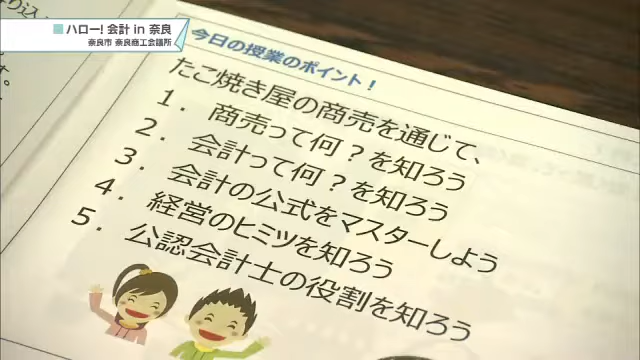 ハロー! 会計 in 奈良
奈良市 奈良商工会議所
今日の授業のポイント!
たこ焼き屋の商売を通じて、
1. 商売って何?を知ろう
2. 会計って何?を知ろう
3. 会計の公式をマスターしよう
4. 経営のヒミツを知ろう
5. 公認会計士の役割を知ろう